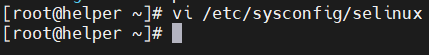 [root@helper ~]# vi /etc/sysconfig/selinux
[root@helper ~]#